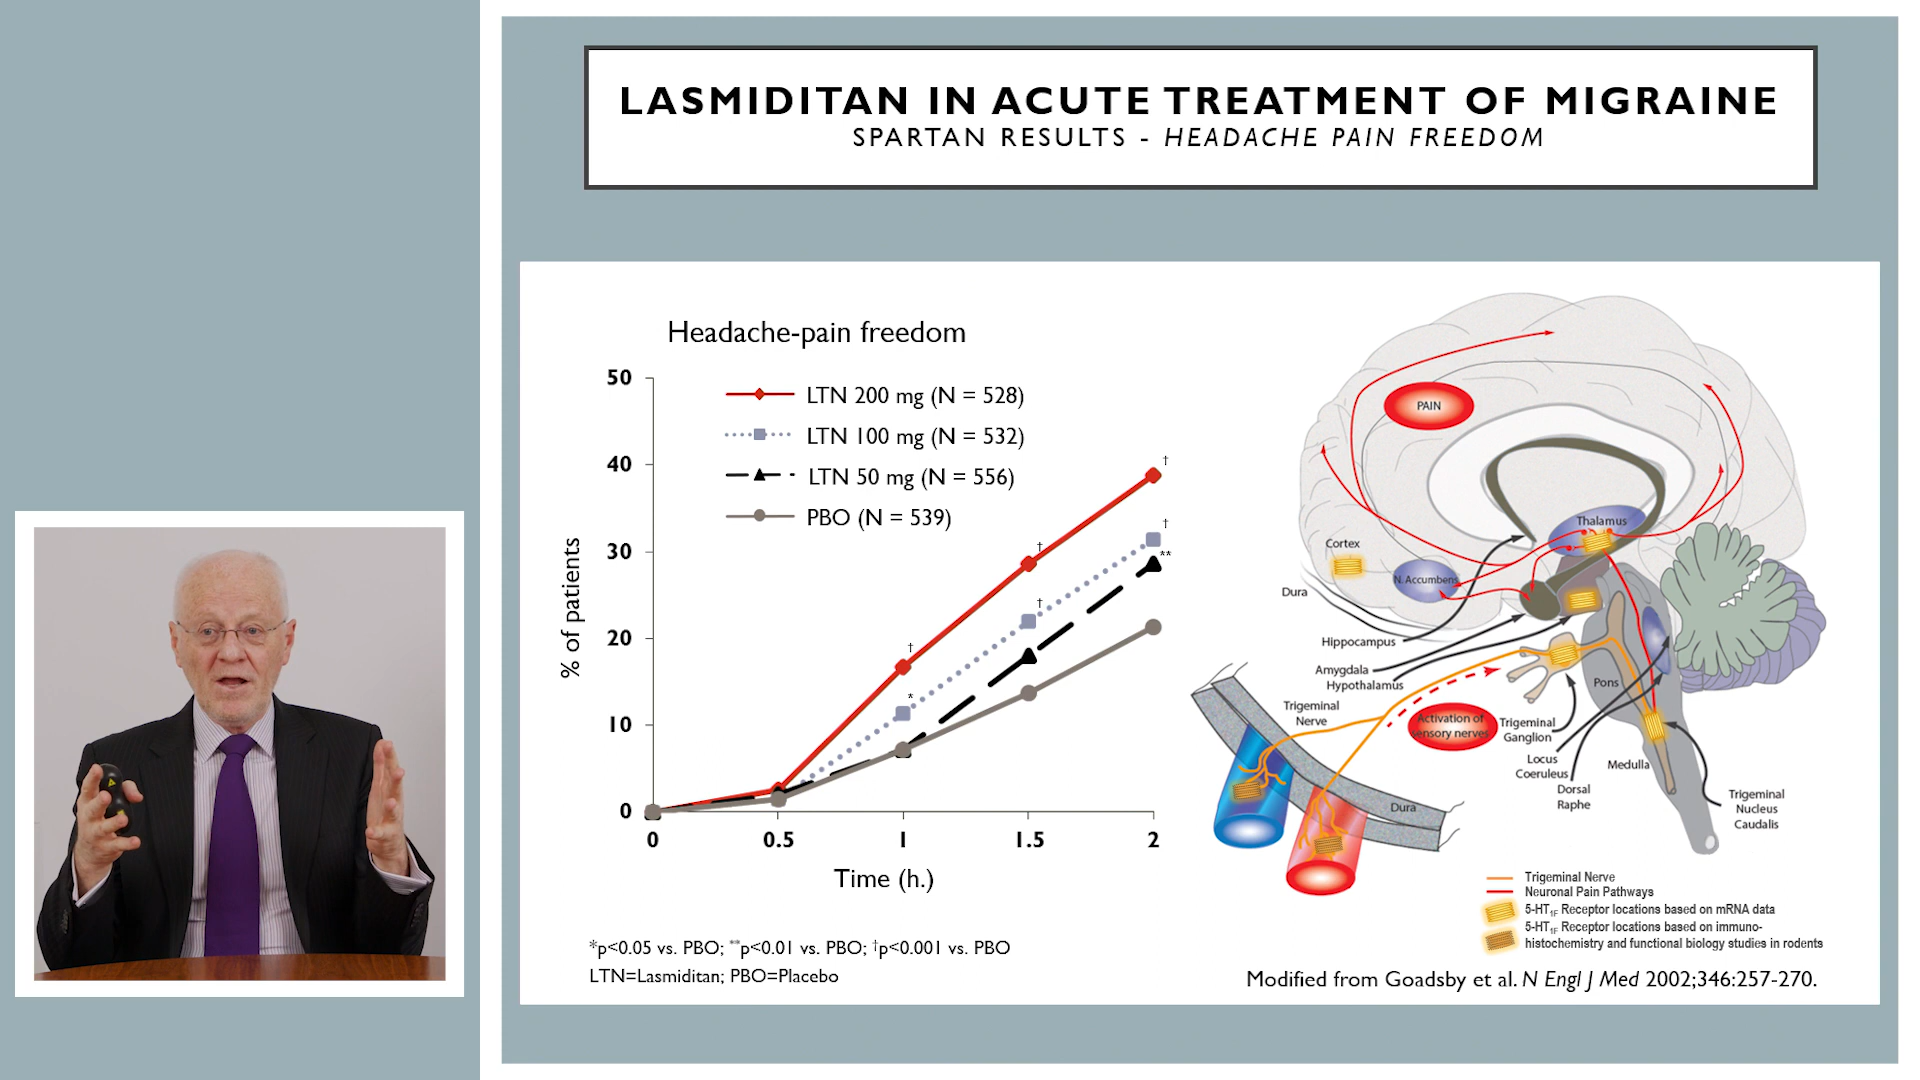 LASMIDITAN IN ACUTE TREATMENT OF MIGRAINE
SPARTAN RESULTS - HEADACHE PAIN FREEDOM
Headache-pain freedom
LTN 200 mg (N = 528)
LTN 100 mg (N = 532)
LTN 50 mg (N = 556)
PBO (N = 539)
% of patients
50
40
30
20
10
0
0 0.5 1 1.5 2
Time (h.)
†
†
**
†
†
†
*
*p<0.05 vs. PBO; **p<0.01 vs. PBO; †p<0.001 vs. PBO
LTN=Lasmiditan; PBO=Placebo
PAIN
Thalamus
Cortex
N. Accumbens
Dura
Hippocampus
Amygdala
Hypothalamus
Pons
Trigeminal
Nerve
Activation of
sensory nerves
Trigeminal
Ganglion
Locus
Coeruleus
Dorsal
Raphe
Medulla
Trigeminal
Nucleus
Caudalis
Dura
Trigeminal Nerve
Neuronal Pain Pathways
5-HT1F Receptor locations based on mRNA data
5-HT1F Receptor locations based on immuno-
histochemistry and functional biology studies in rodents
Modified from Goadsby et al. N Engl J Med 2002;346:257-270.